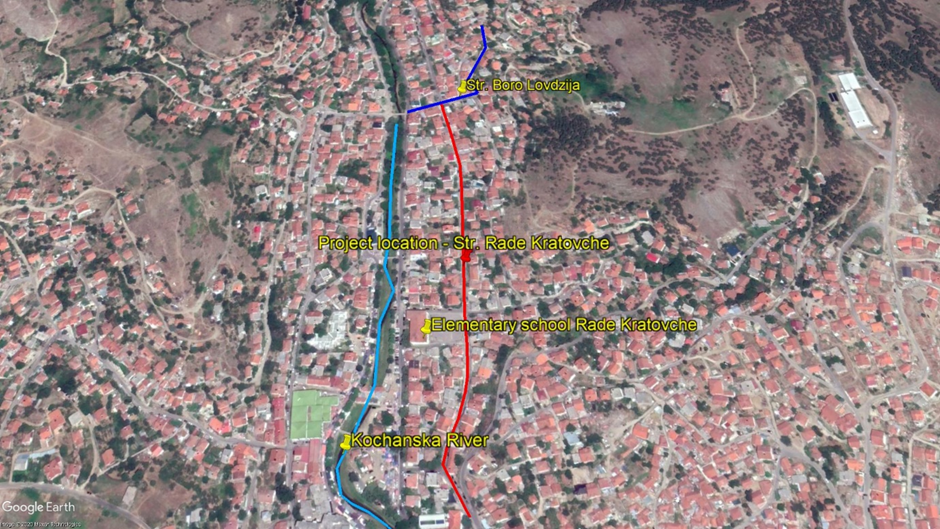 Str. Boro Lovdzija
Project location - Str. Rade Kratovche
Elementary school Rade Kratovche
Kochanska River
Google Earth